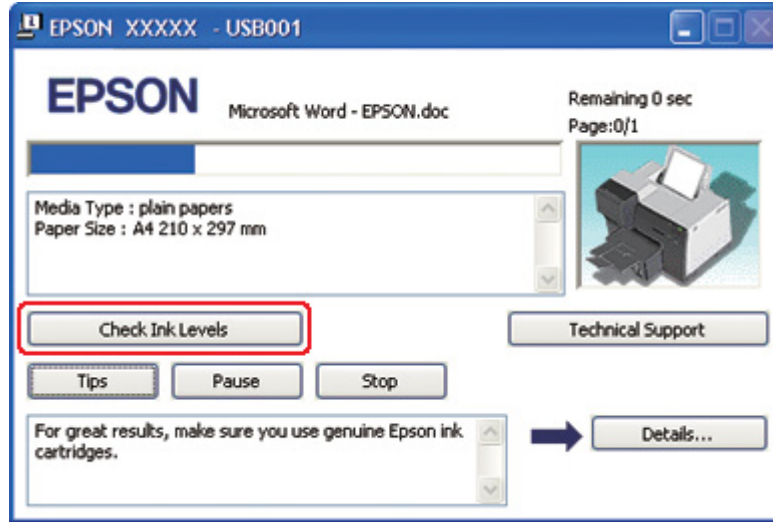 EPSON XXXXX - USB001
EPSON
Microsoft Word - EPSON.doc
Remaining 0 sec
Page:0/1
Media Type : plain papers
Paper Size : A4 210 x 297 mm
Check Ink Levels
Technical Support
Tips
Pause
Stop
For great results, make sure you use genuine Epson ink
cartridges.
Details...